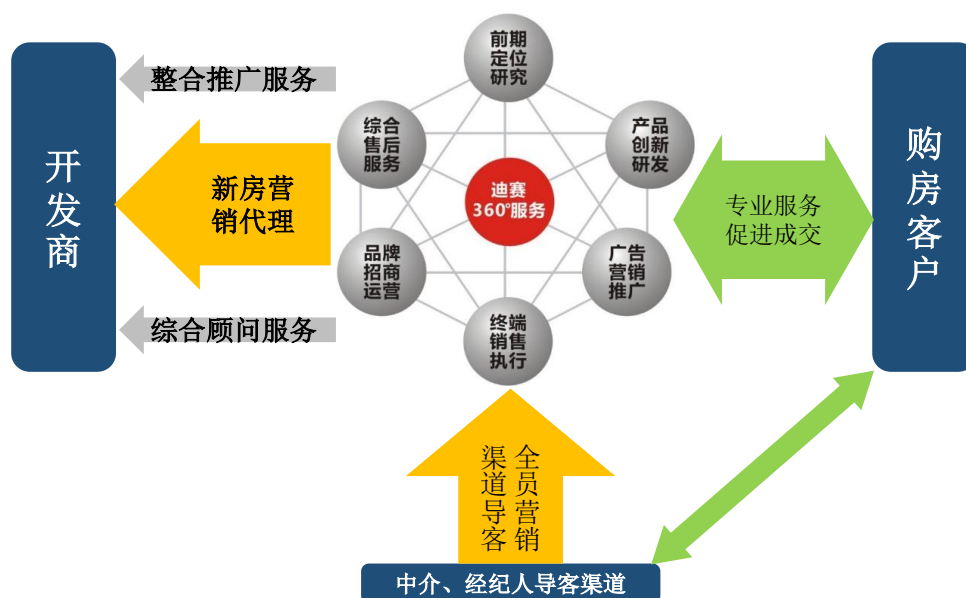 开发商
整合推广服务
新房营
销代理
综合顾问服务
前期
定位
研究
综合
售后
服务
产品
创新
研发
迪赛
360°服务
品牌
招商
运营
广告
营销
推广
终端
销售
执行
专业服务
促进成交
购房客户
全员营销
渠道导客
中介、经纪人导客渠道